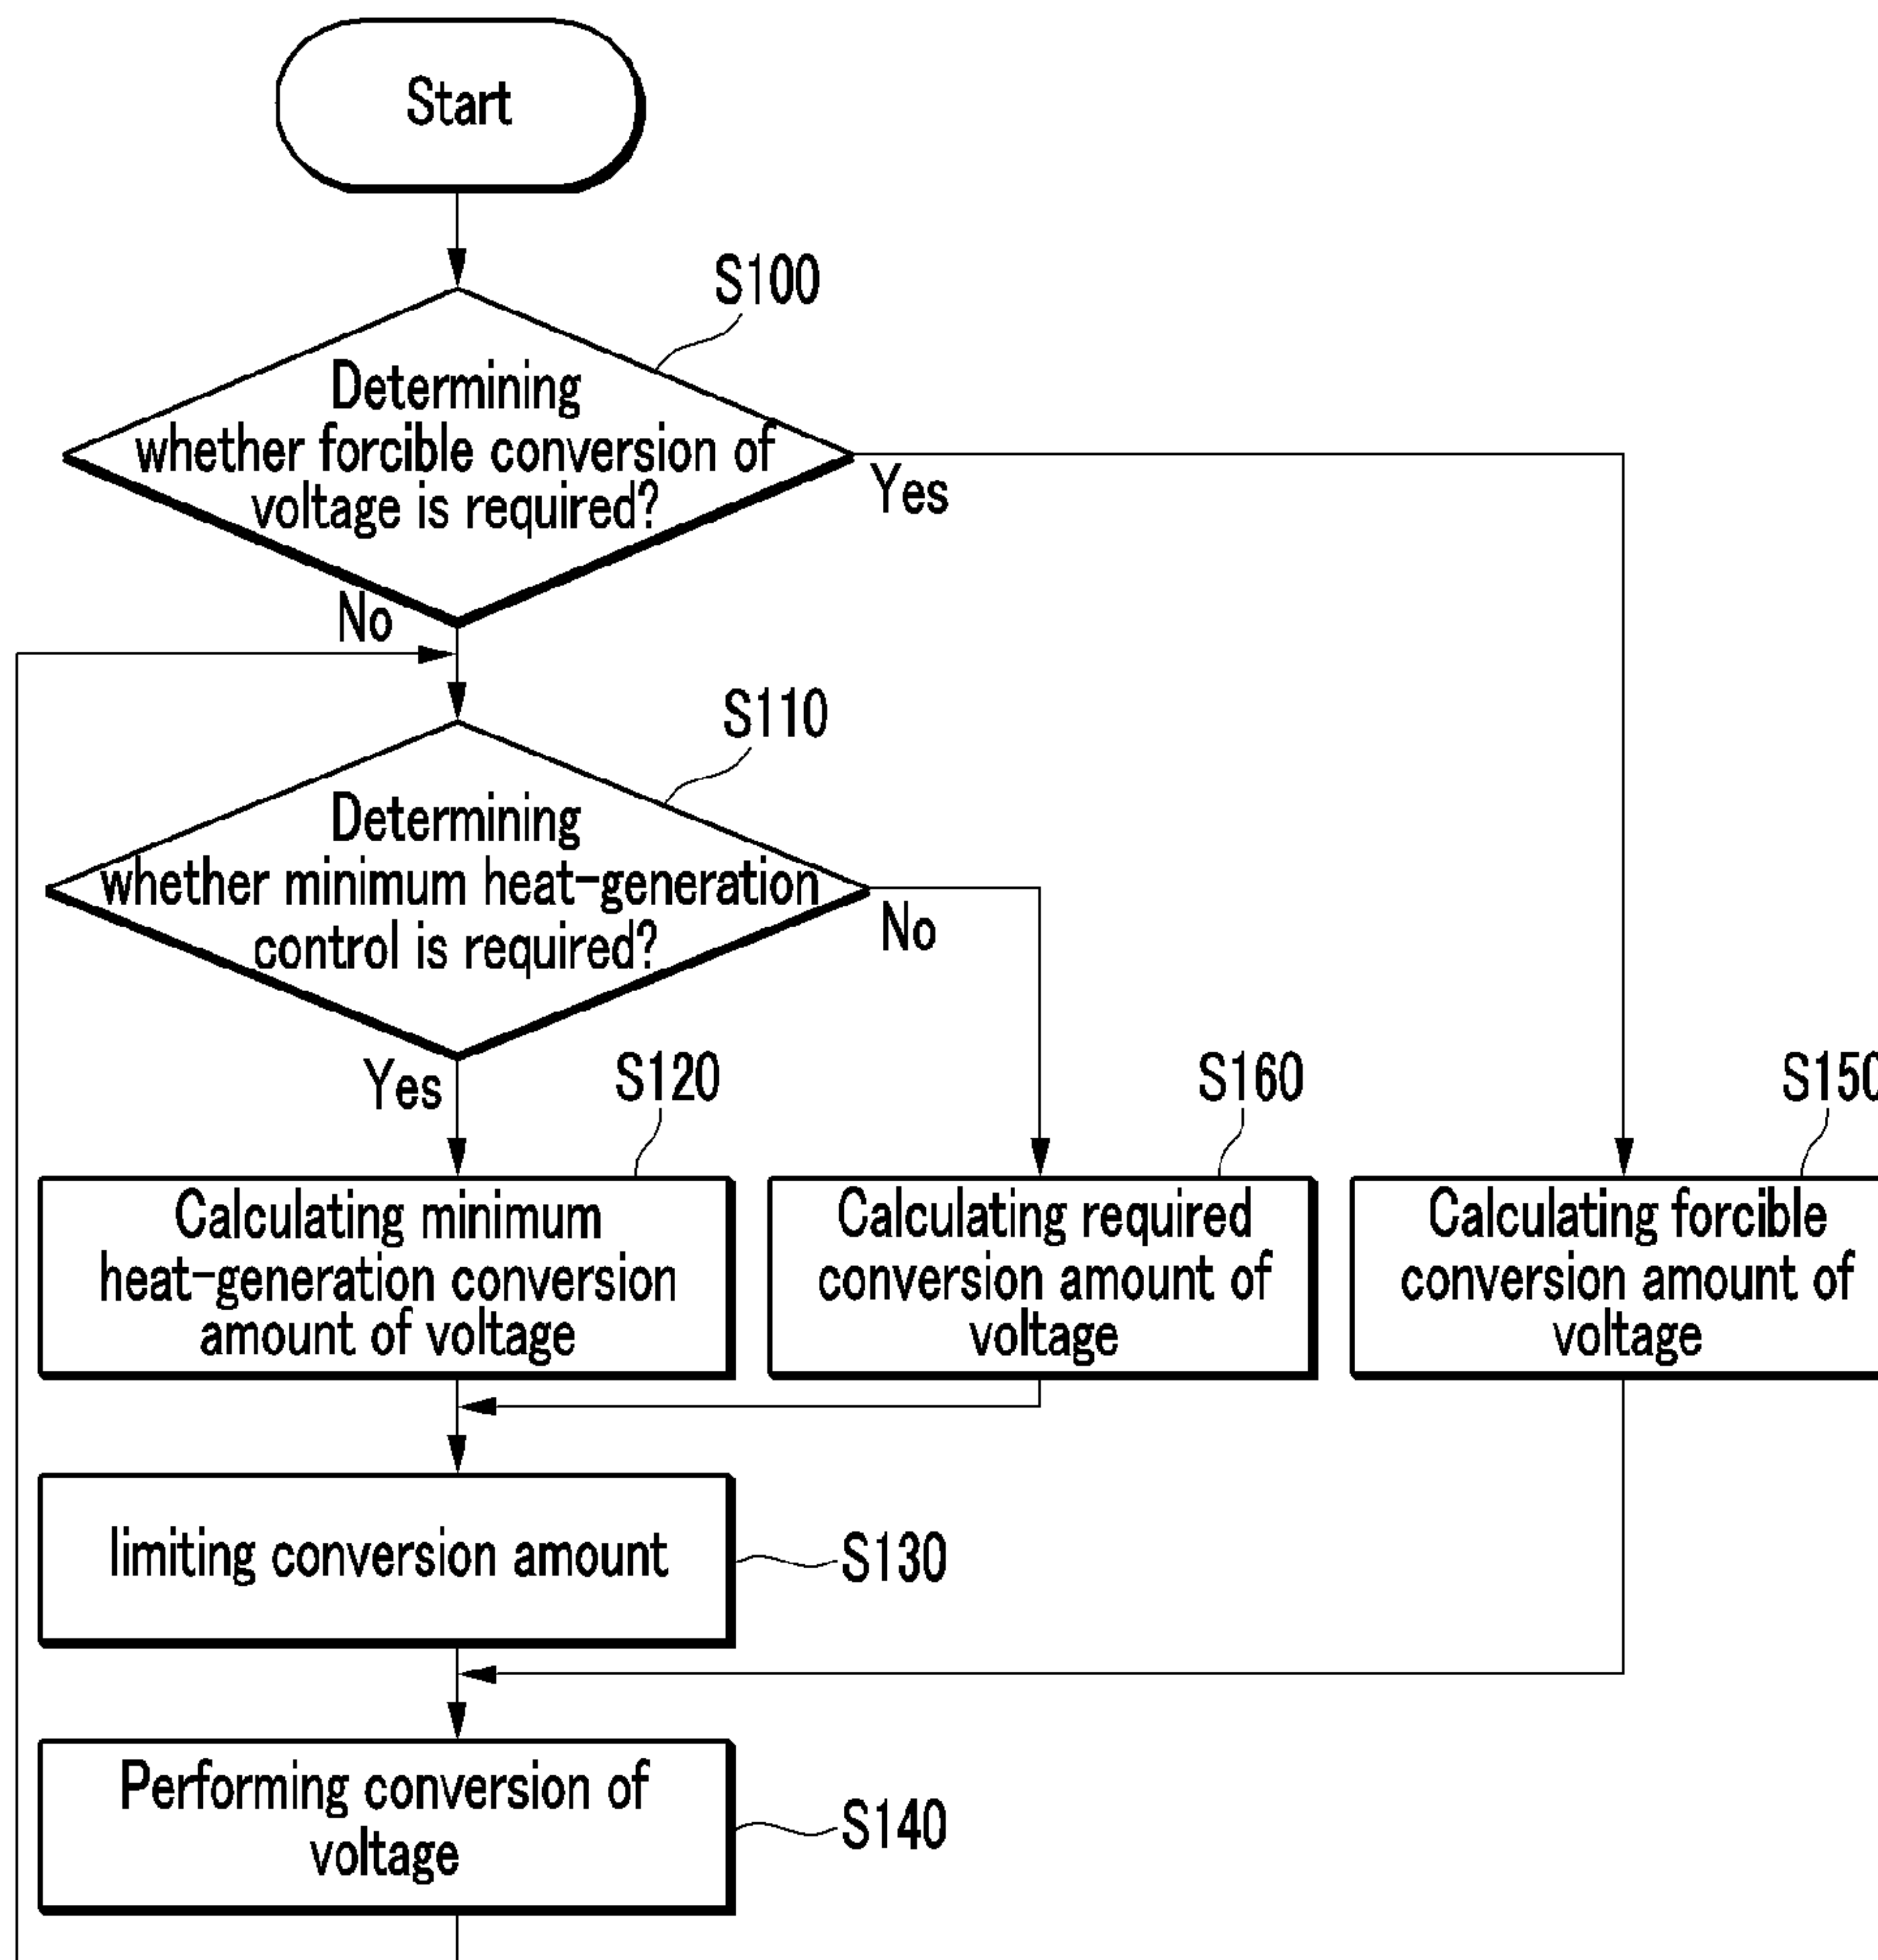 Start
S100
Determining
whether forcible conversion of
voltage is required?
Yes
No
S110
Determining
whether minimum heat-generation
control is required?
No
Yes
S120
S160
S150
Calculating minimum
heat-generation conversion
amount of voltage
Calculating required
conversion amount of
voltage
Calculating forcible
conversion amount of
voltage
limiting conversion amount
S130
Performing conversion of
voltage
S140